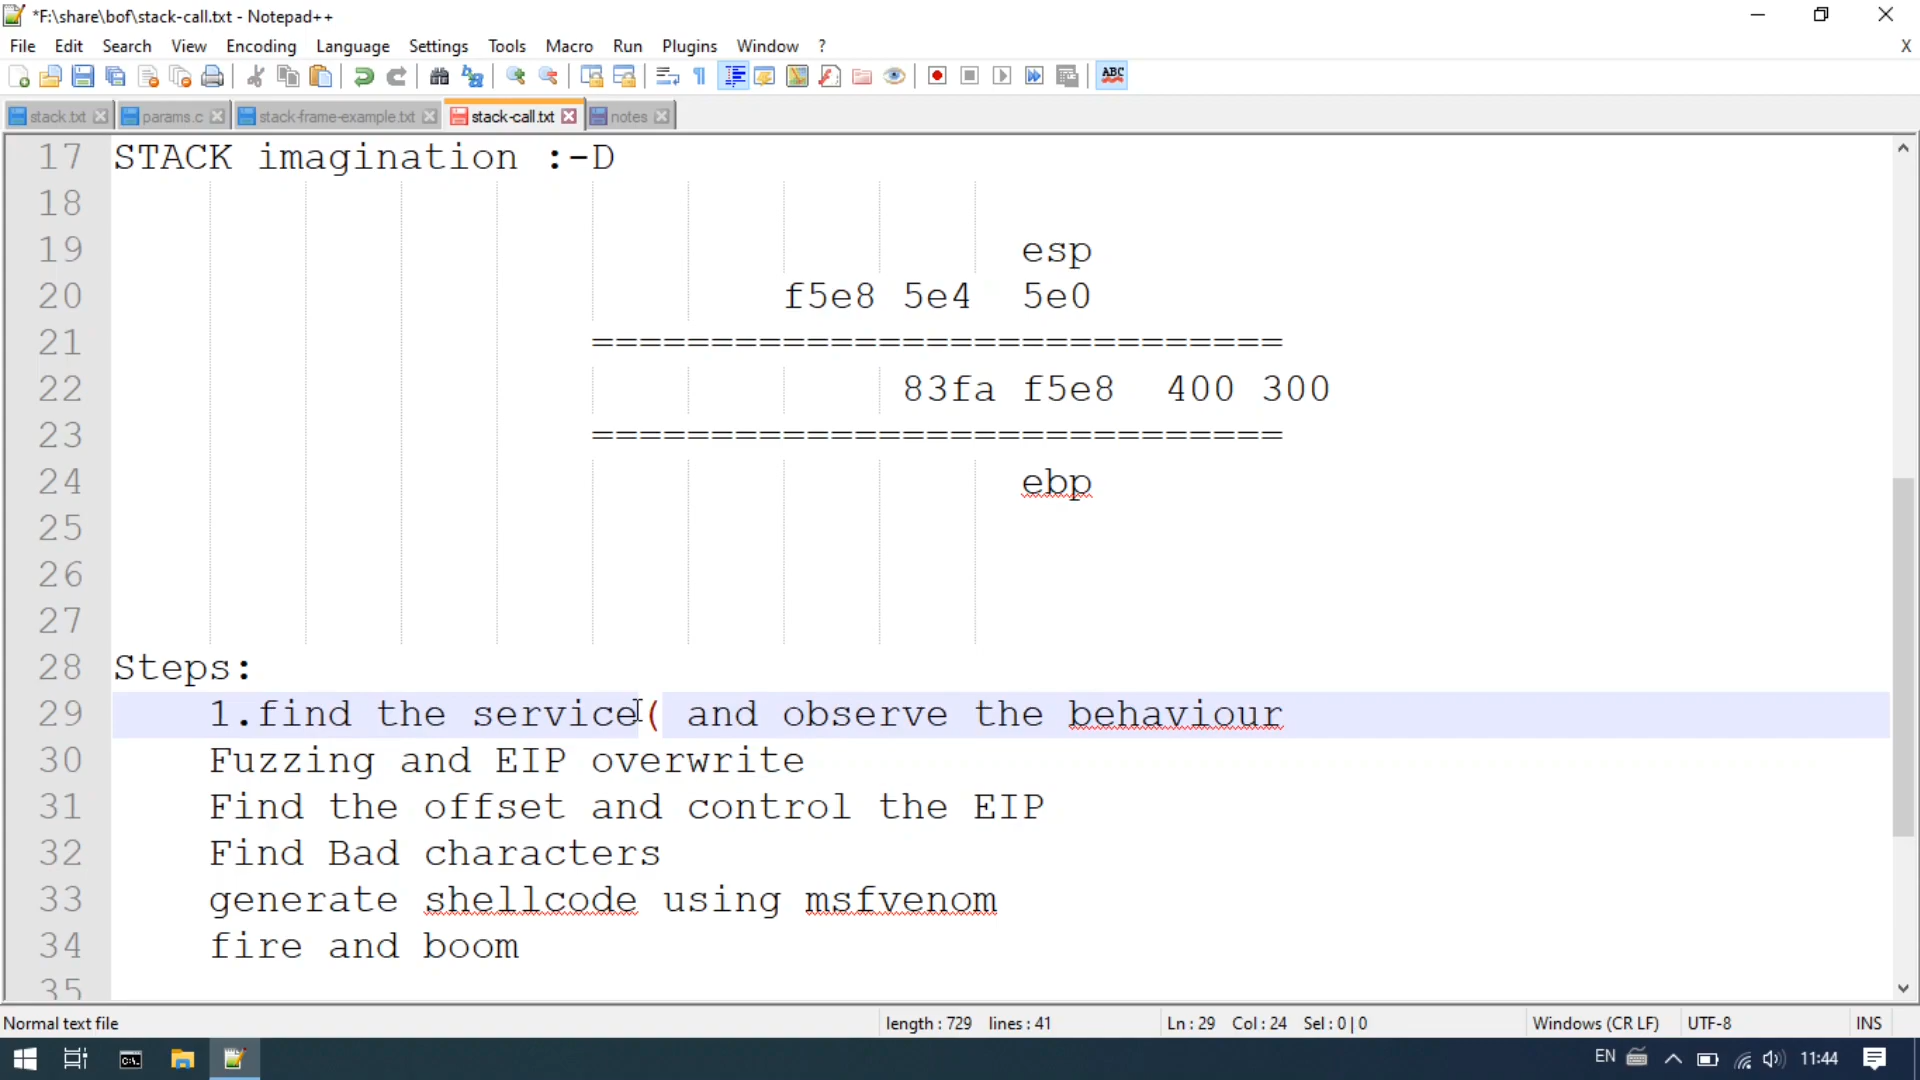 *F:\share\bof\stack-call.txt - Notepad++
File Edit Search View Encoding Language Settings Tools Macro Run Plugins Window ? X
ABC
stack.txt params.c stack-frame-example.txt stack-call.txt notes
17 STACK imagination :-D
18
19 esp
20 f5e8 5e4 5e0
21 =============================
22 83fa f5e8 400 300
23 =============================
24 ebp
25
26
27
28 Steps:
29 1.find the service( and observe the behaviour
30 Fuzzing and EIP overwrite
31 Find the offset and control the EIP
32 Find Bad characters
33 generate shellcode using msfvenom
34 fire and boom
35
Normal text file length : 729 lines : 41 Ln : 29 Col : 24 Sel : 0 | 0 Windows (CR LF) UTF-8 INS
EN 11:44